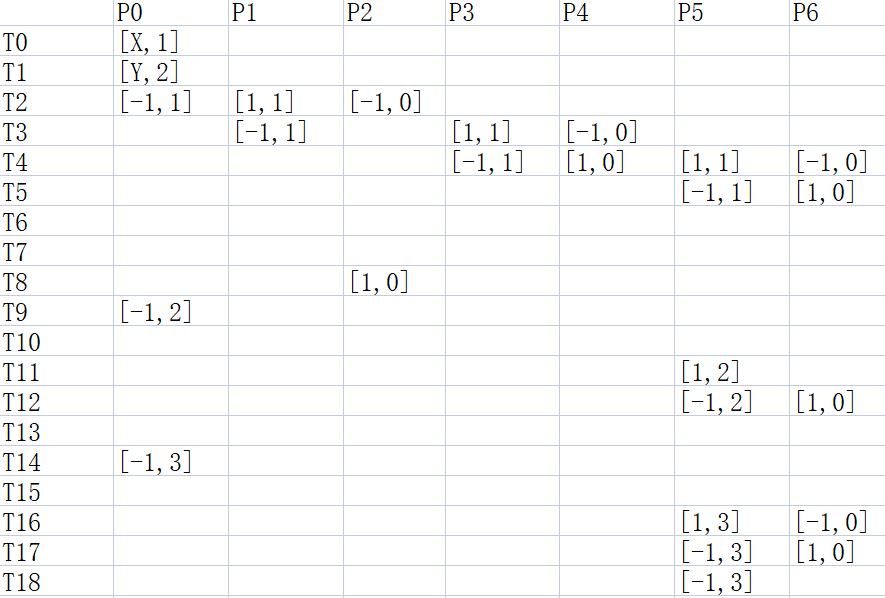 P0 P1 P2 P3 P4 P5 P6
T0 [X,1]
T1 [Y,2]
T2 [-1,1] [1,1] [-1,0]
T3 [-1,1] [1,1] [-1,0]
T4 [-1,1] [1,0] [1,1] [-1,0]
T5 [-1,1] [1,0]
T6
T7
T8 [1,0]
T9 [-1,2]
T10
T11 [1,2]
T12 [-1,2] [1,0]
T13
T14 [-1,3]
T15
T16 [1,3] [-1,0]
T17 [-1,3] [1,0]
T18 [-1,3]